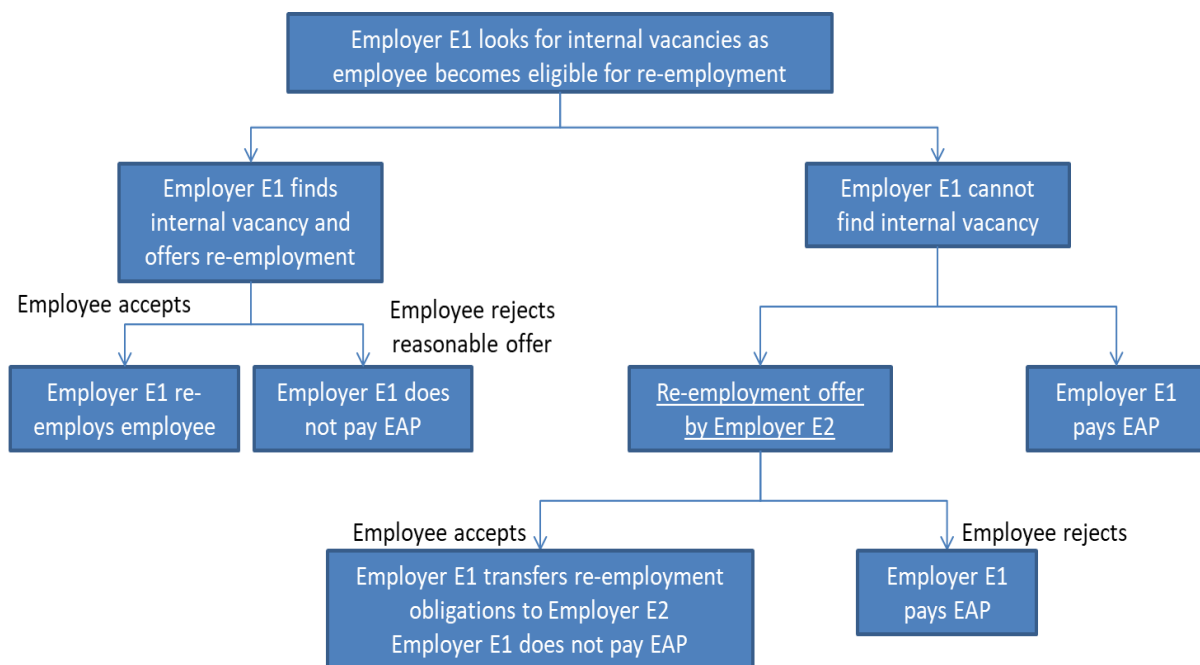 Employer E1 looks for internal vacancies as
employee becomes eligible for re-employment
Employer E1 finds
internal vacancy and
offers re-employment
Employer E1 cannot
find internal vacancy
Employee accepts
Employee rejects
reasonable offer
Employer E1 re-
employs employee
Employer E1 does
not pay EAP
Re-employment offer
by Employer E2
Employer E1
pays EAP
Employee accepts
Employee rejects
Employer E1 transfers re-employment
obligations to Employer E2
Employer E1 does not pay EAP
Employer E1
pays EAP